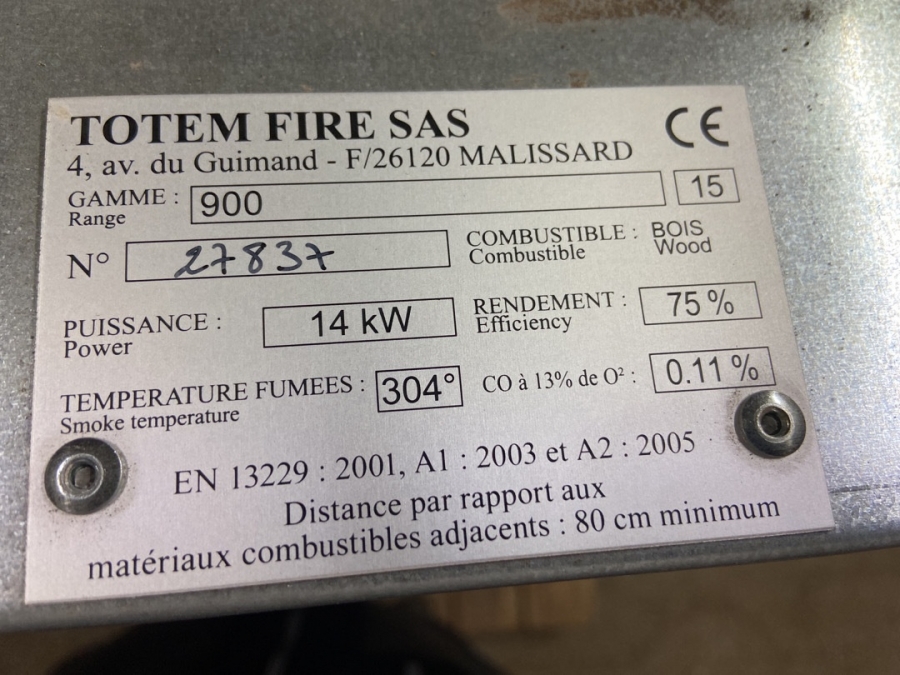 TOTEM FIRE SAS
CE
4, av. du Guimand - F/26120 MALISSARD
GAMME : 900 15
Range
N° 27837
COMBUSTIBLE : BOIS
Combustible Wood
PUISSANCE : 14 kW
Power
RENDEMENT : 75 %
Efficiency
TEMPERATURE FUMEES : 304°
Smoke temperature
CO à 13% de O² : 0.11 %
EN 13229 : 2001, A1 : 2003 et A2 : 2005
Distance par rapport aux
matériaux combustibles adjacents : 80 cm minimum